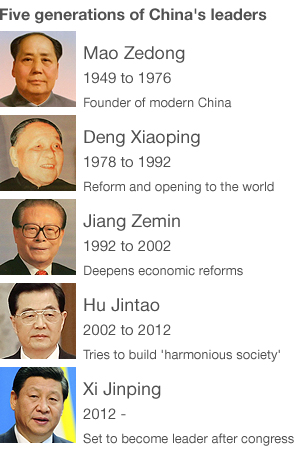 Five generations of China's leaders
Mao Zedong
1949 to 1976
Founder of modern China
Deng Xiaoping
1978 to 1992
Reform and opening to the world
Jiang Zemin
1992 to 2002
Deepens economic reforms
Hu Jintao
2002 to 2012
Tries to build 'harmonious society'
Xi Jinping
2012 -
Set to become leader after congress